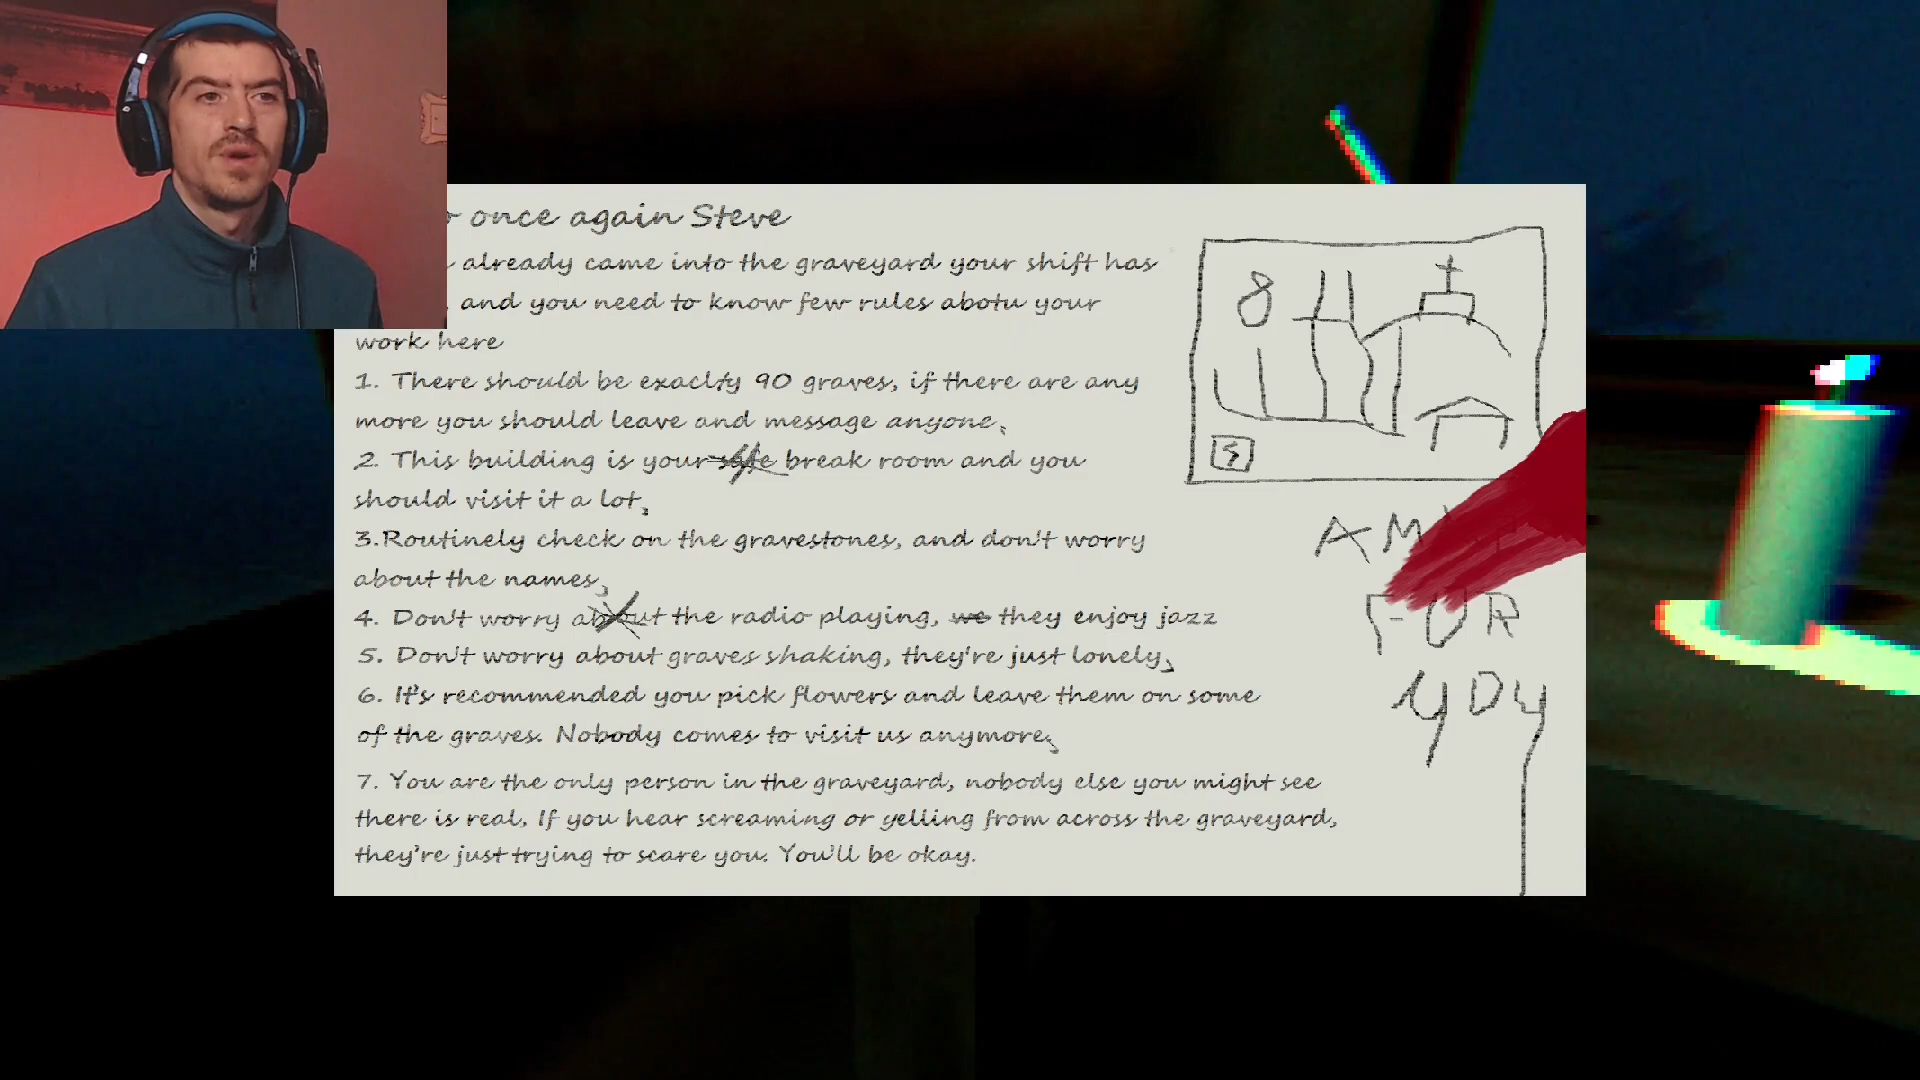 once again Steve
already came into the graveyard your shift has
and you need to know few rules abotu your
work here
1. There should be exaclty 90 graves, if there are any
more you should leave and message anyone.
2. This building is your safe break room and you
should visit it a lot.
3.Routinely check on the gravestones, and don't worry
about the names.
4. Don't worry about the radio playing, we they enjoy jazz
5. Don't worry about graves shaking, they're just lonely.
6. It's recommended you pick flowers and leave them on some
of the graves. Nobody comes to visit us anymore.
7. You are the only person in the graveyard, nobody else you might see
there is real. If you hear screaming or yelling from across the graveyard,
they're just trying to scare you. You'll be okay.
8
FOR